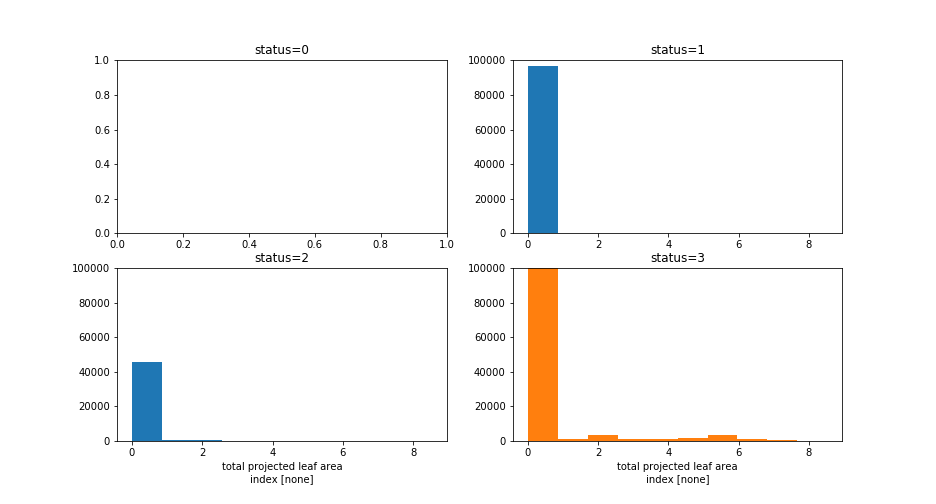 status=0
1.0
0.8
0.6
0.4
0.2
0.0
0.0 0.2 0.4 0.6 0.8 1.0
status=1
100000
80000
60000
40000
20000
0
0 2 4 6 8
status=2
100000
80000
60000
40000
20000
0
0 2 4 6 8
total projected leaf area
index [none]
status=3
100000
80000
60000
40000
20000
0
0 2 4 6 8
total projected leaf area
index [none]